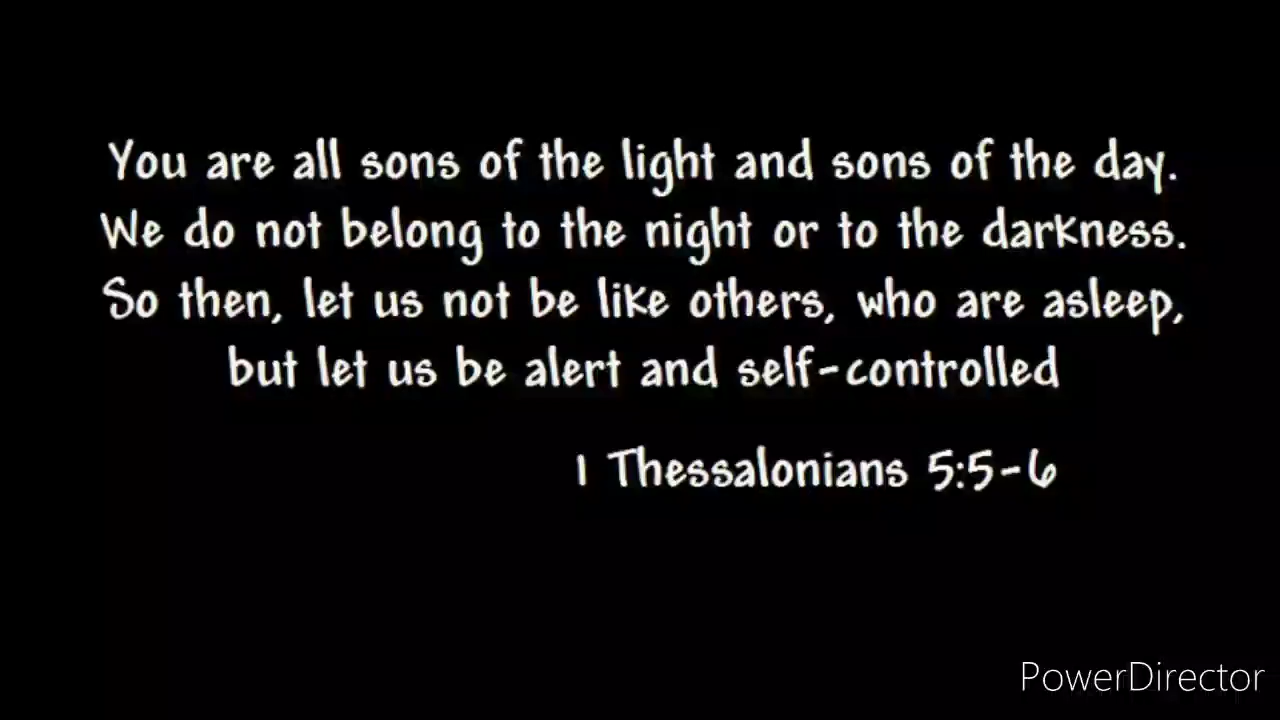 You are all sons of the light and sons of the day.
We do not belong to the night or to the darkness.
So then, let us not be like others, who are asleep,
but let us be alert and self-controlled
1 Thessalonians 5:5-6
PowerDirector